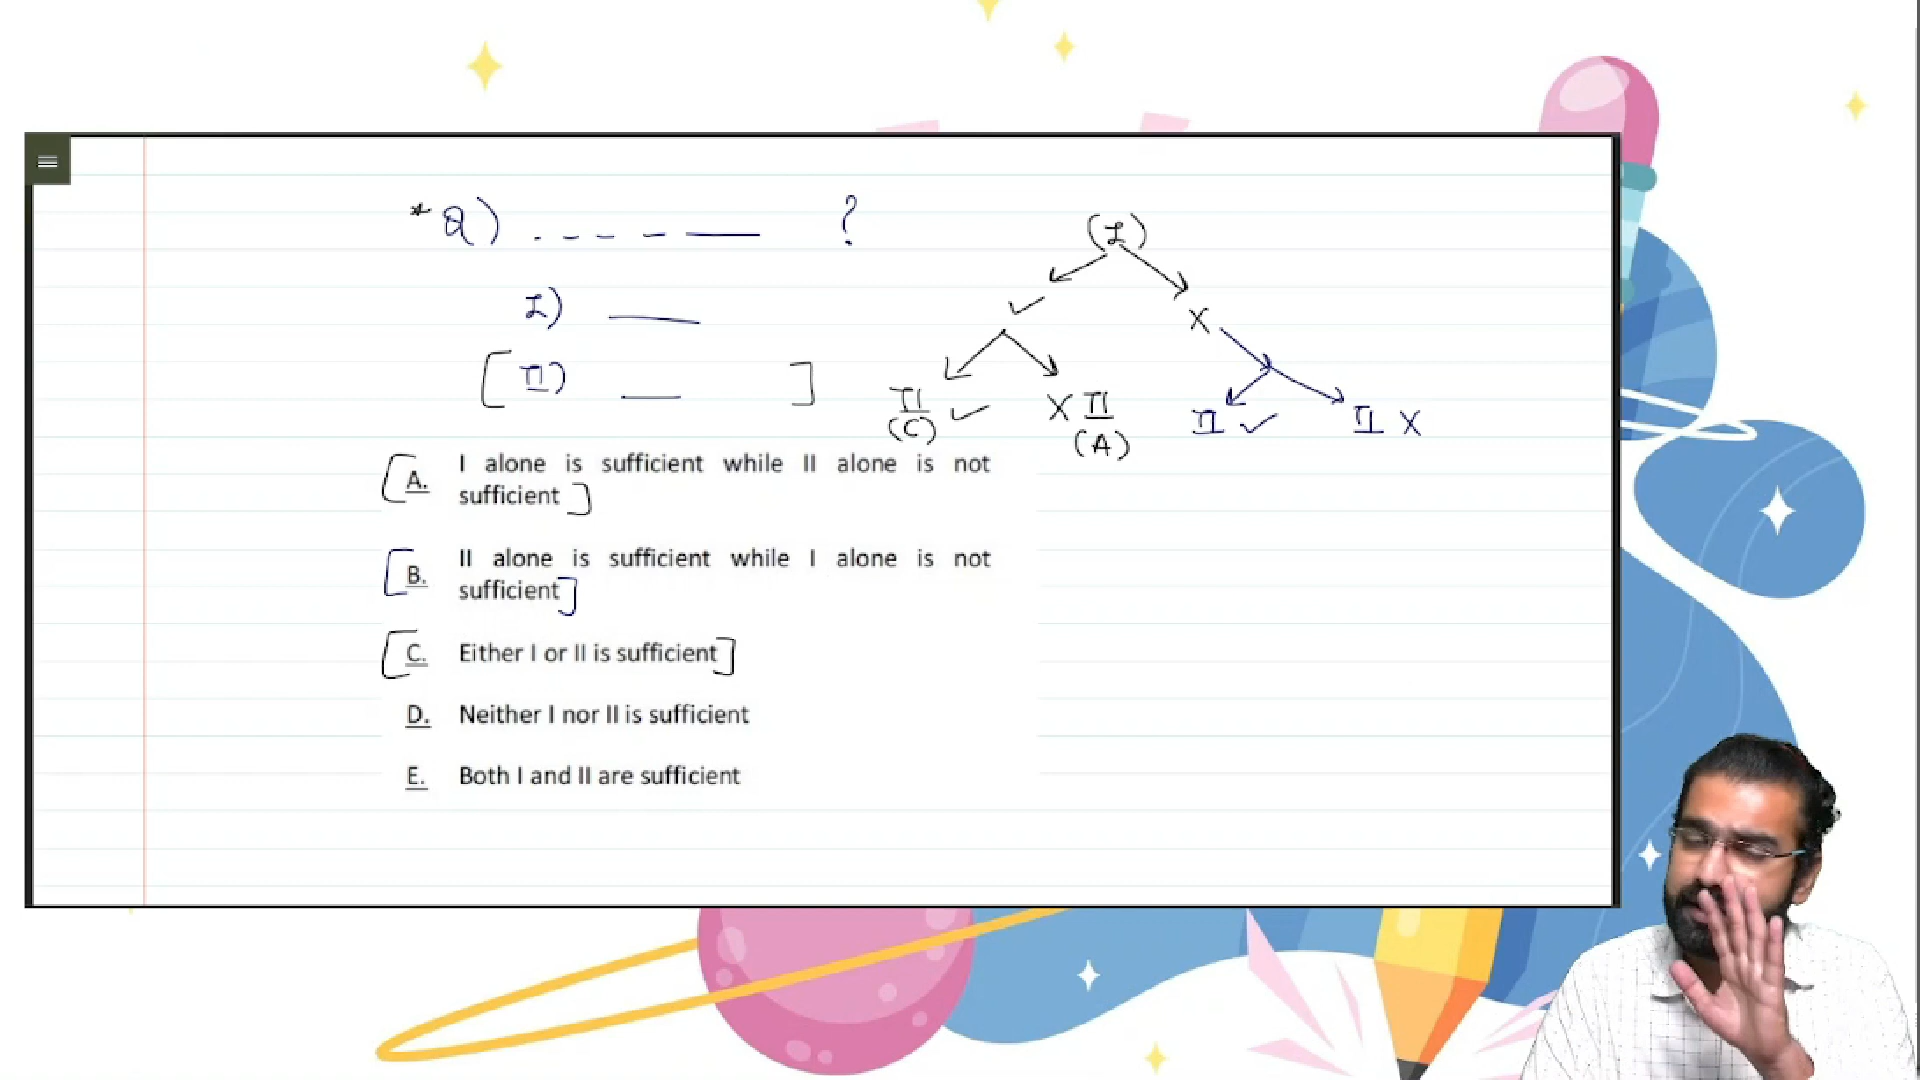 *Q) . - - - — ?
I) —
[ II) — ]
A. I alone is sufficient while II alone is not
sufficient
B. II alone is sufficient while I alone is not
sufficient
C. Either I or II is sufficient
D. Neither I nor II is sufficient
E. Both I and II are sufficient
(I)
✓ X
II ✓ X II II ✓ II X
(C) (A)